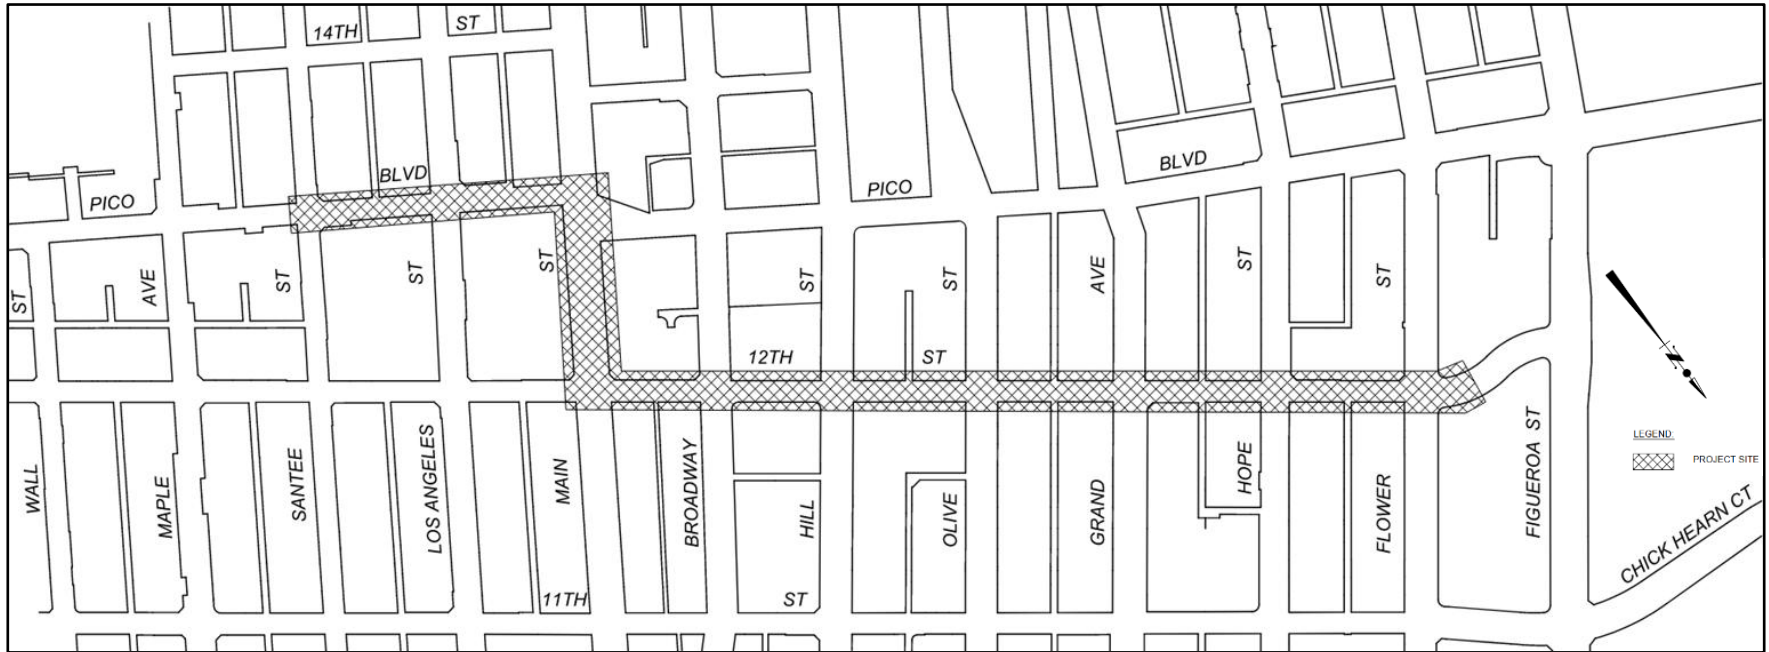 14TH ST
BLVD
BLVD
PICO
PICO
ST
AVE
ST
ST
ST
ST
ST
AVE
ST
ST
12TH ST
WALL
MAPLE
SANTEE
LOS ANGELES
MAIN
BROADWAY
HILL
OLIVE
GRAND
HOPE
FLOWER
FIGUEROA ST
CHICK HEARN CT
11TH ST
N
LEGEND:
PROJECT SITE